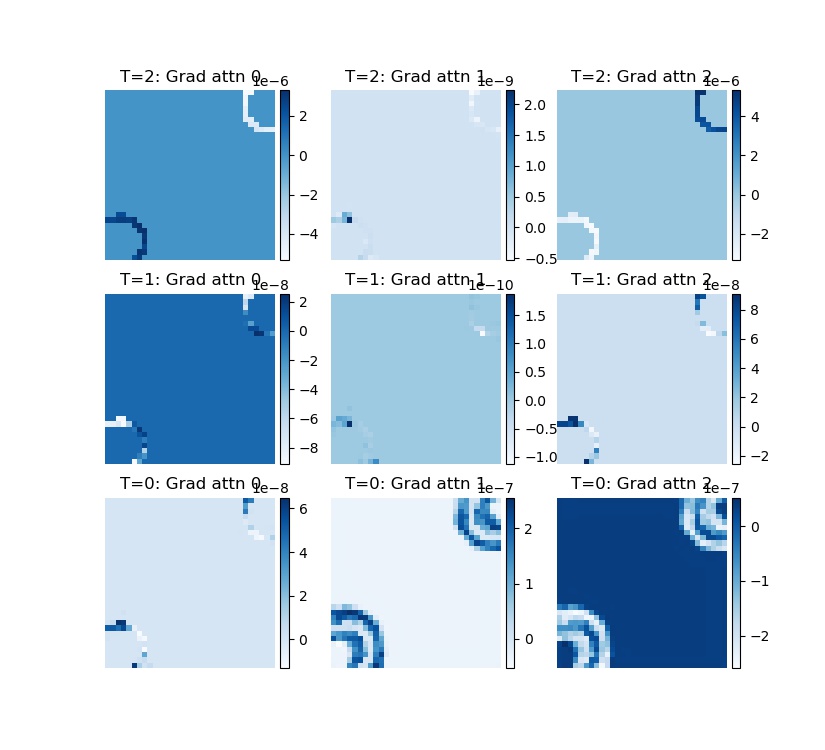 T=2: Grad attn 0
1e−6
T=2: Grad attn 1
1e−9
T=2: Grad attn 2
1e−6
2
0
−2
−4
2.0
1.5
1.0
0.5
0.0
−0.5
4
2
0
−2
T=1: Grad attn 0
1e−8
T=1: Grad attn 1
1e−10
T=1: Grad attn 2
1e−8
2
0
−2
−4
−6
−8
1.5
1.0
0.5
0.0
−0.5
−1.0
8
6
4
2
0
−2
T=0: Grad attn 0
1e−8
T=0: Grad attn 1
1e−7
T=0: Grad attn 2
1e−7
6
4
2
0
2
1
0
0
−1
−2